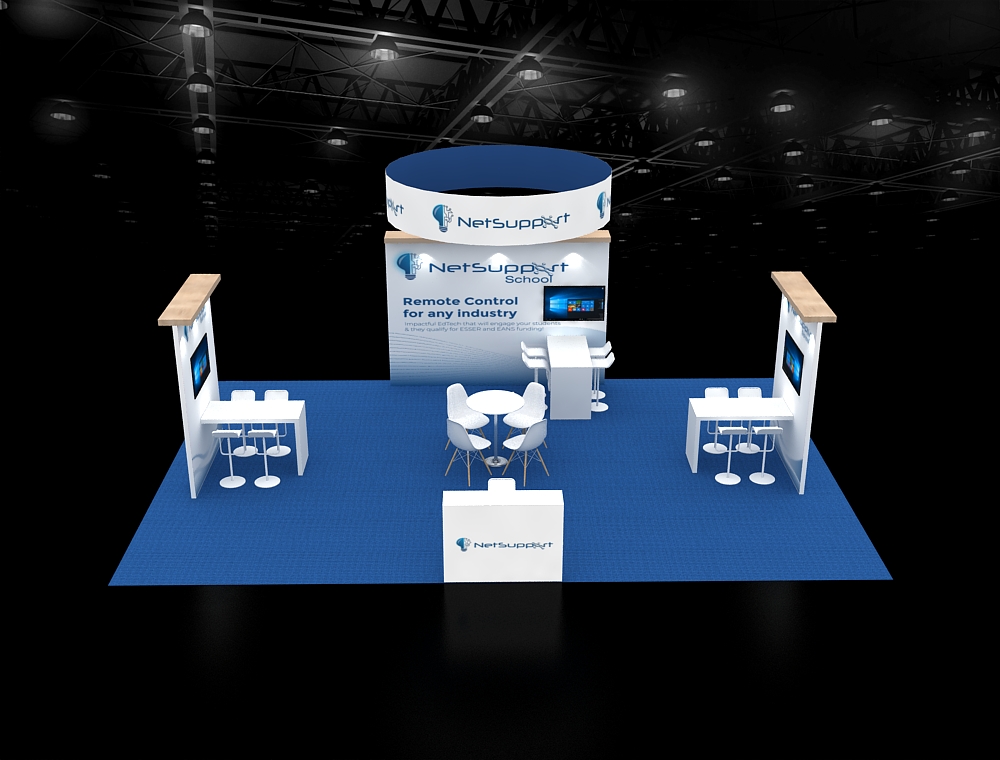 NetSupport
NetSupport
School
Remote Control
for any industry
Impactful EdTech that will engage your students
& they qualify for ESSER and EANS funding!
NetSupport